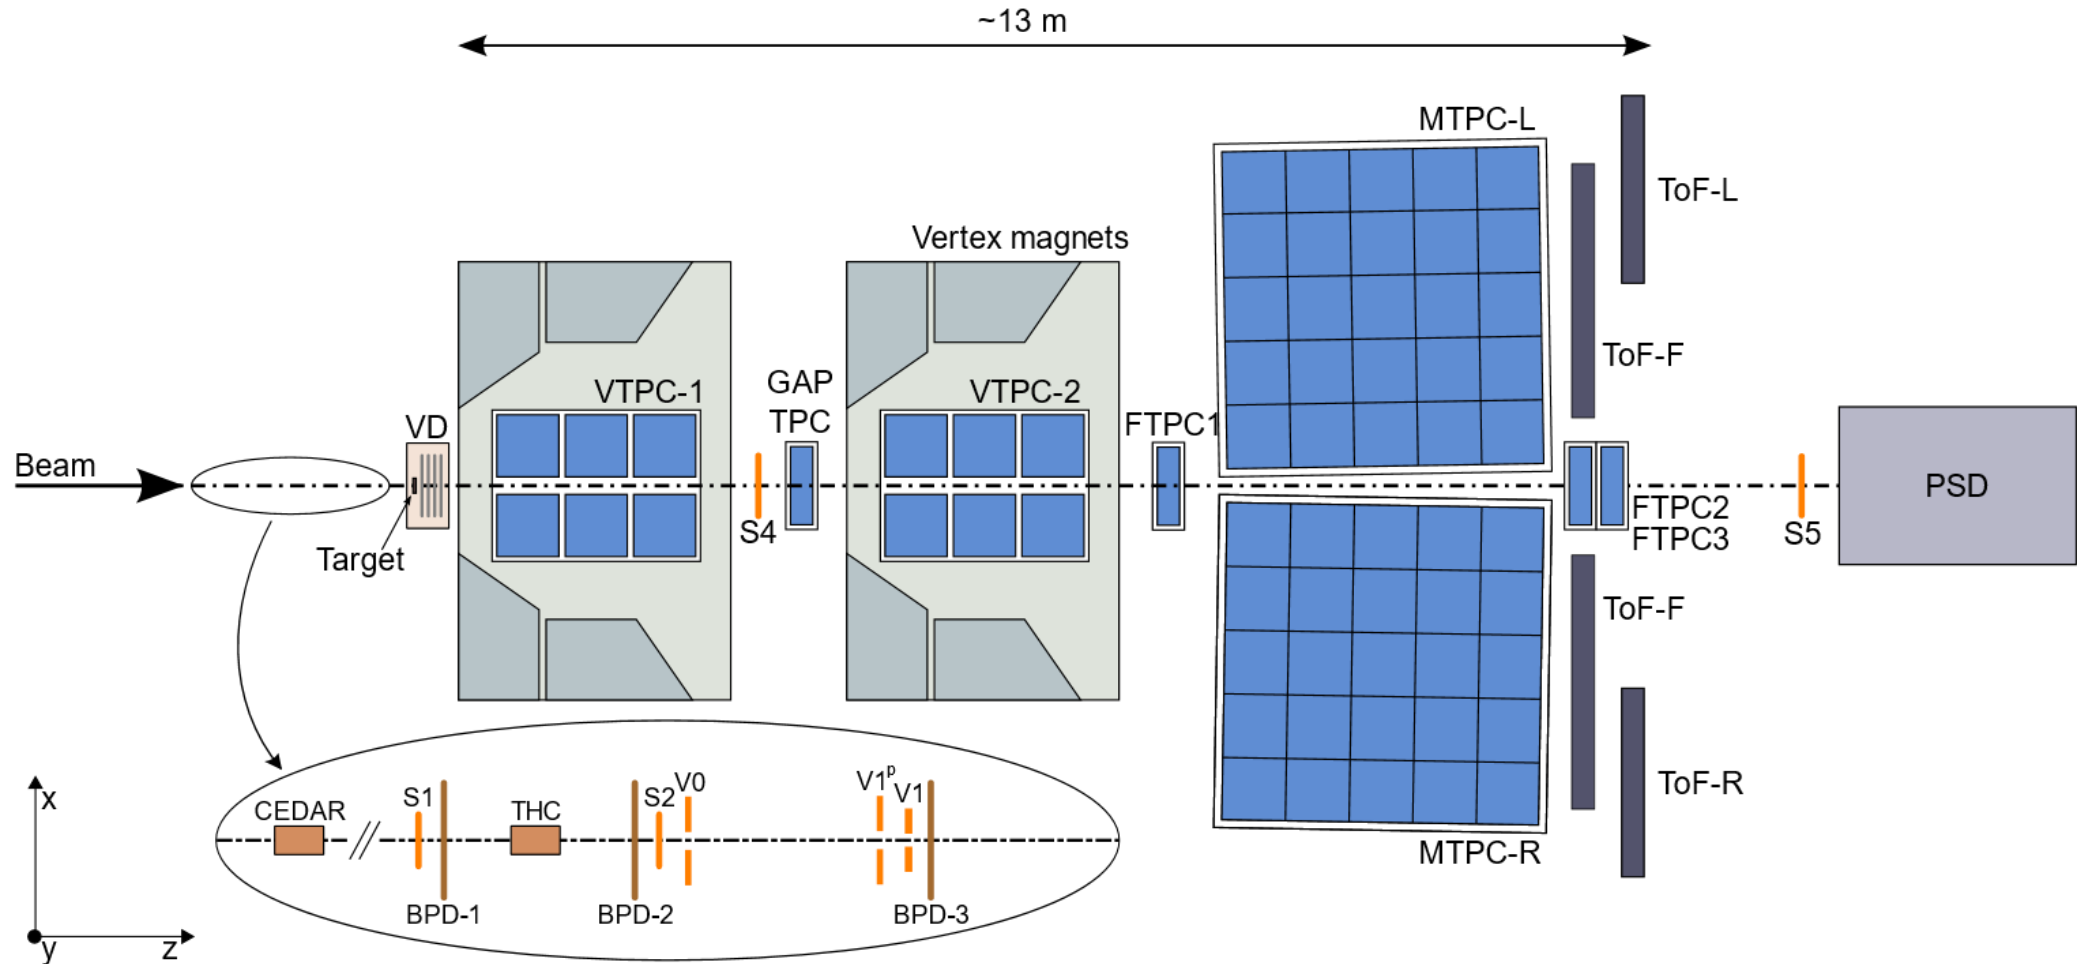 ~13 m
MTPC-L
ToF-L
Vertex magnets
ToF-F
GAP
TPC
VTPC-1
VTPC-2
VD
FTPC1
Beam
PSD
Target
S4
FTPC2
FTPC3
S5
ToF-F
ToF-R
MTPC-R
x
y
z
CEDAR
S1
THC
S2
V0
V1ᵖ
V1
BPD-1
BPD-2
BPD-3